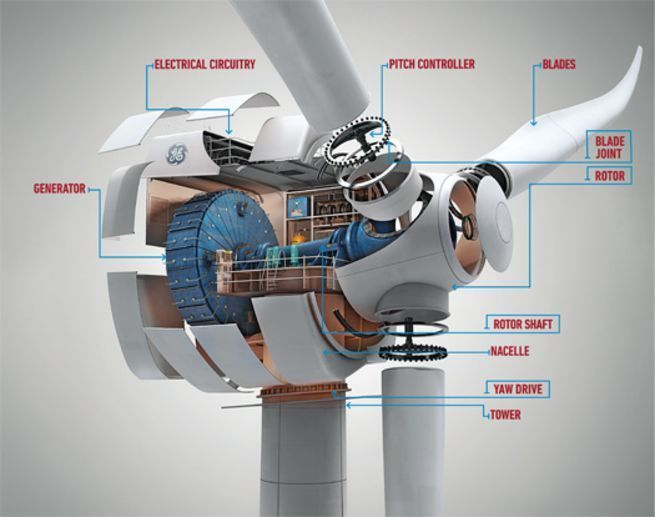 ELECTRICAL CIRCUITRY
PITCH CONTROLLER
BLADES
BLADE
JOINT
GENERATOR
ROTOR
GE
ROTOR SHAFT
NACELLE
YAW DRIVE
TOWER